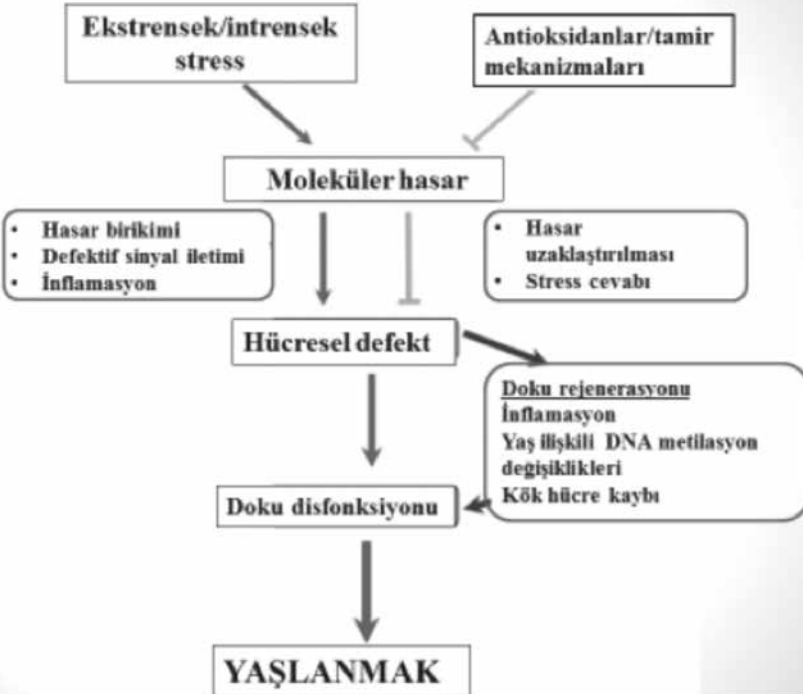 Ekstrensek/intrensek
stress
Antioksidanlar/tamir
mekanizmaları
Moleküler hasar
• Hasar birikimi
• Defektif sinyal iletimi
• İnflamasyon
• Hasar
uzaklaştırılması
• Stress cevabı
Hücresel defekt
Doku rejenerasyonu
İnflamasyon
Yaş ilişkili DNA metilasyon
değişiklikleri
Kök hücre kaybı
Doku disfonksiyonu
YAŞLANMAK